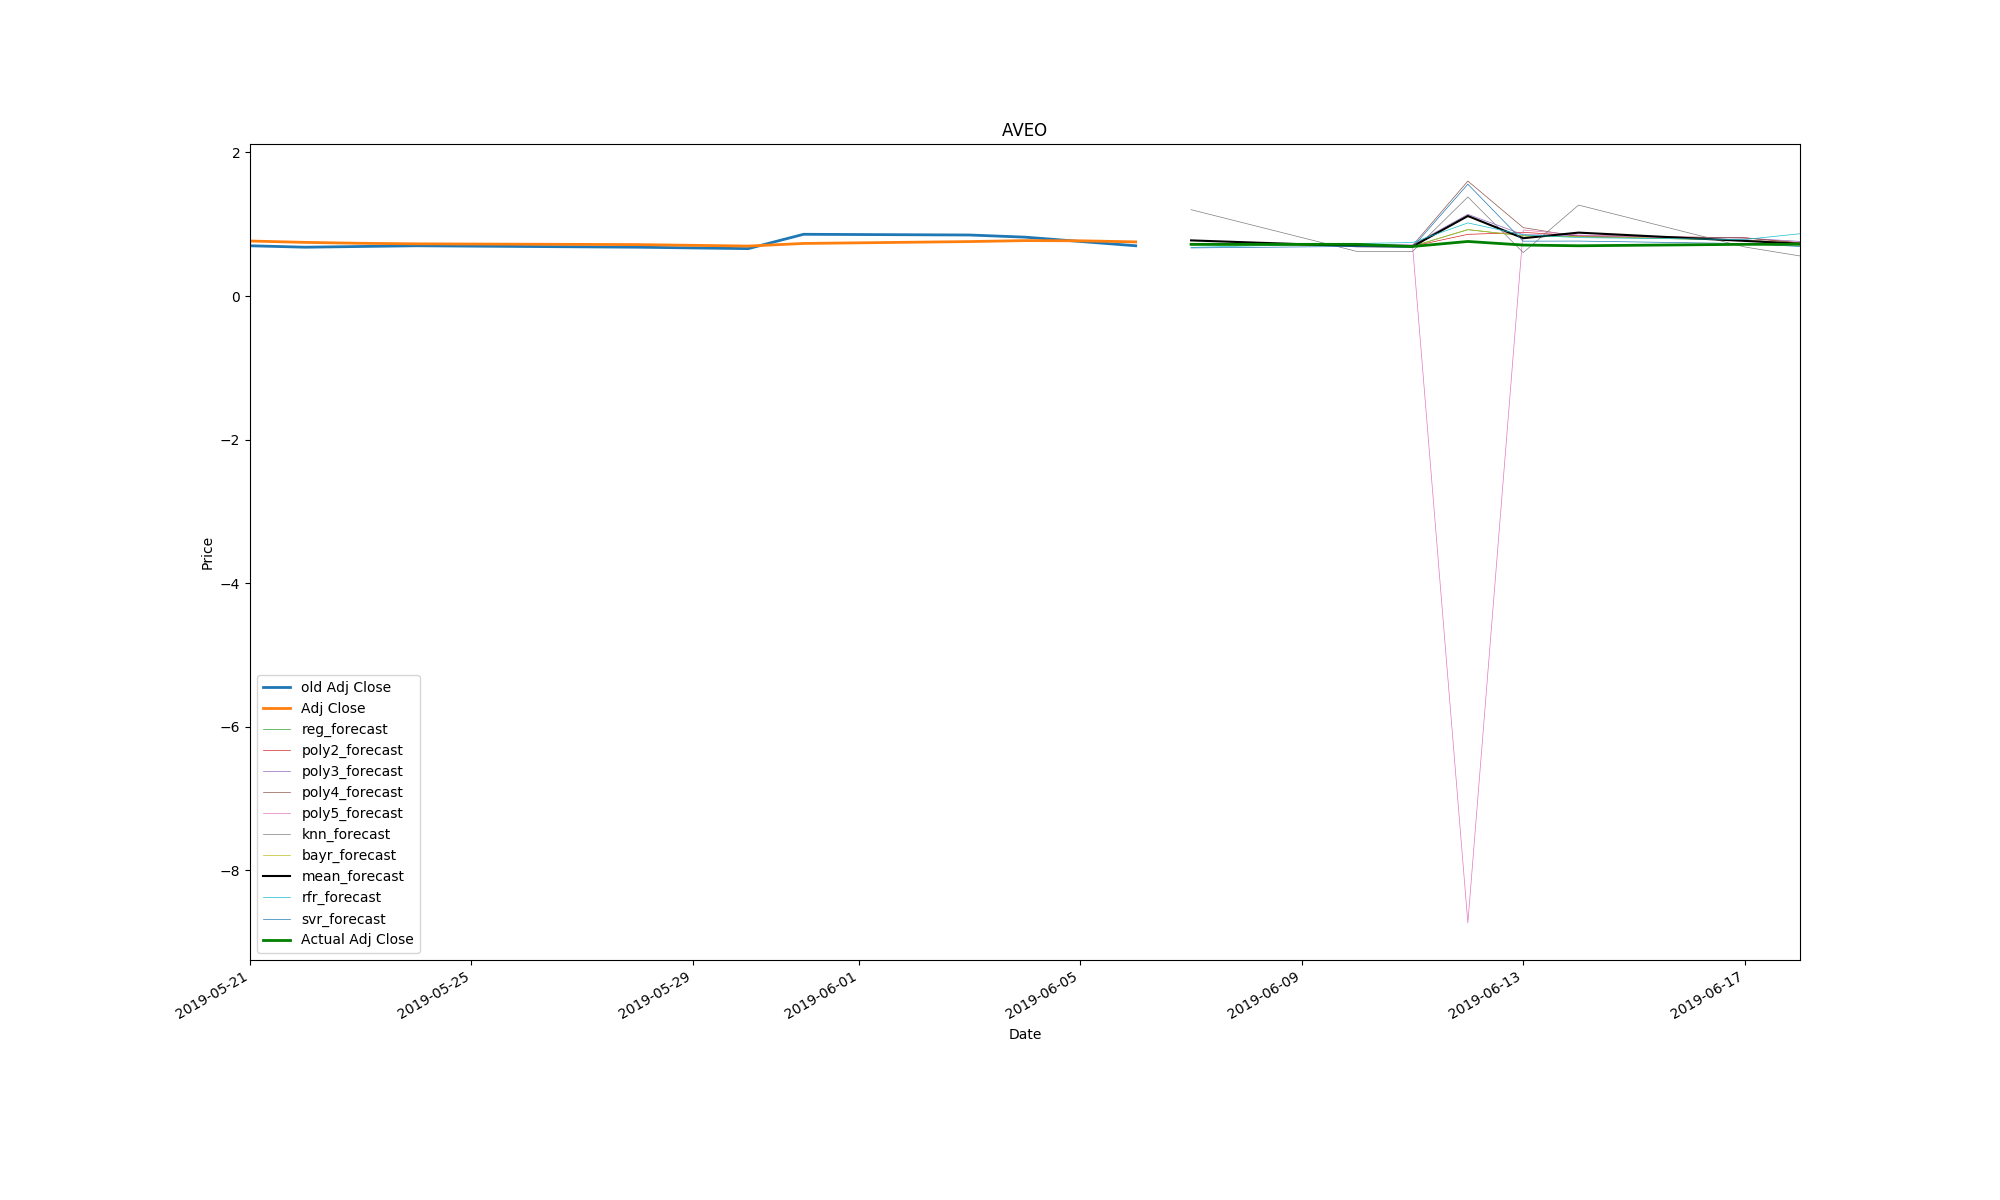 AVEO
2
0
−2
−4
−6
−8
Price
old Adj Close
Adj Close
reg_forecast
poly2_forecast
poly3_forecast
poly4_forecast
poly5_forecast
knn_forecast
bayr_forecast
mean_forecast
rfr_forecast
svr_forecast
Actual Adj Close
2019-05-21
2019-05-25
2019-05-29
2019-06-01
2019-06-05
2019-06-09
2019-06-13
2019-06-17
Date